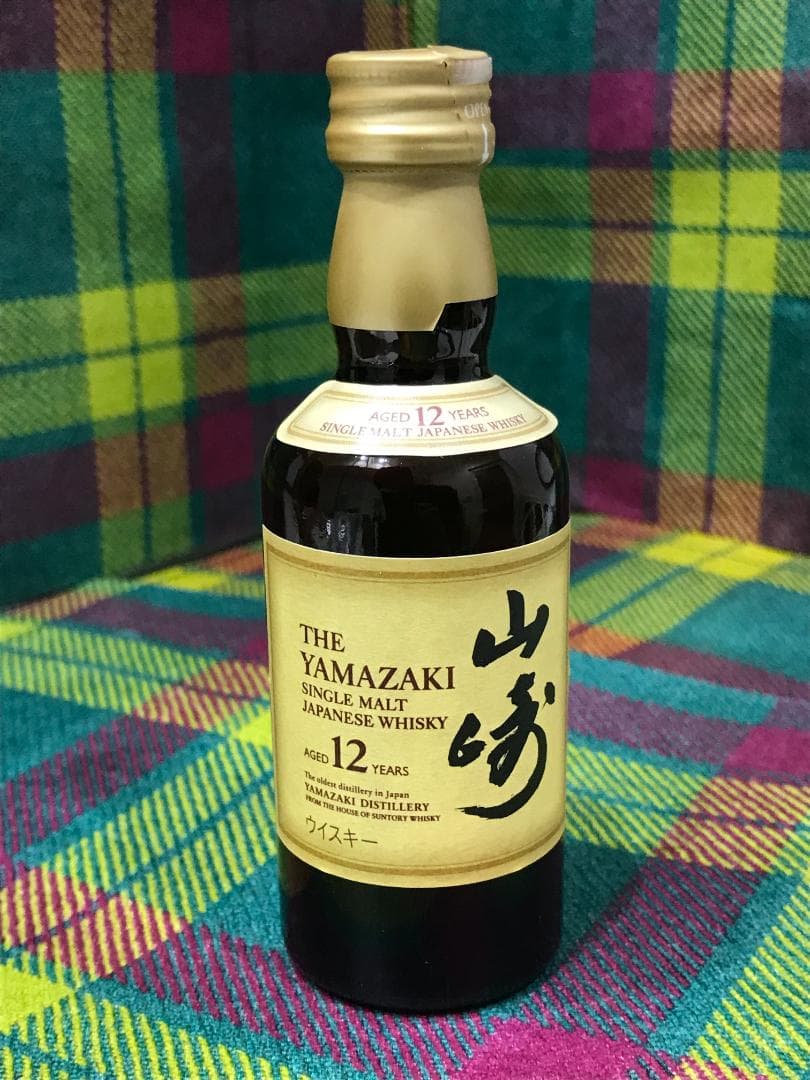 OPEN
AGED 12 YEARS
SINGLE MALT JAPANESE WHISKY
THE
YAMAZAKI
SINGLE MALT
JAPANESE WHISKY
AGED 12 YEARS
The oldest distillery in Japan
YAMAZAKI DISTILLERY
FROM THE HOUSE OF SUNTORY WHISKY
ウイスキー
山崎